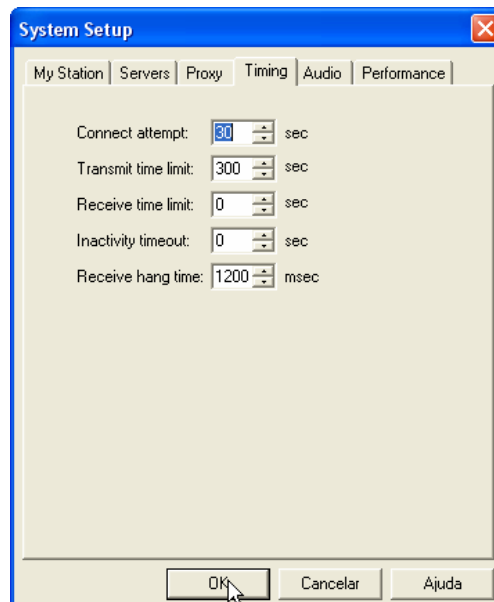 System Setup
My Station Servers Proxy Timing Audio Performance
Connect attempt: 30 sec
Transmit time limit: 300 sec
Receive time limit: 0 sec
Inactivity timeout: 0 sec
Receive hang time: 1200 msec
OK Cancelar Ajuda